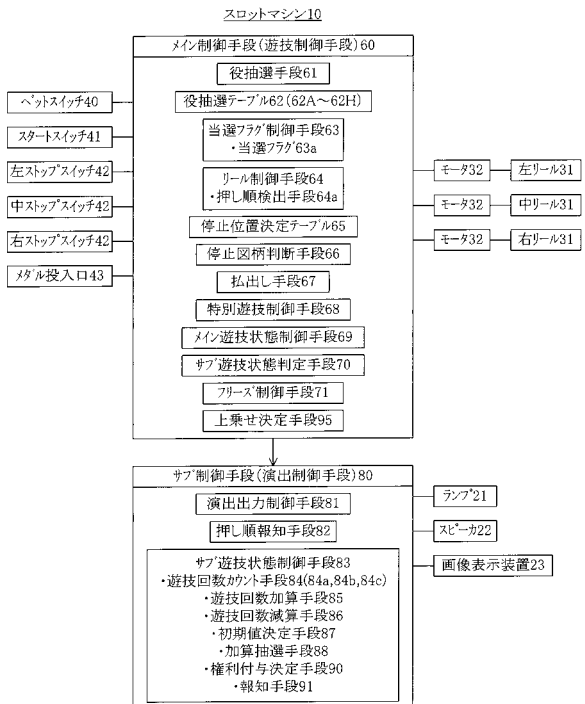 スロットマシン10
メイン制御手段(遊技制御手段)60
役抽選手段61
役抽選テーブル62(62A～62H)
当選フラグ制御手段63
・当選フラグ63a
リール制御手段64
・押し順検出手段64a
停止位置決定テーブル65
停止図柄判断手段66
払出し手段67
特別遊技制御手段68
メイン遊技状態制御手段69
サブ遊技状態判定手段70
フリーズ制御手段71
上乗せ決定手段95
ベットスイッチ40
スタートスイッチ41
左ストップスイッチ42
中ストップスイッチ42
右ストップスイッチ42
メダル投入口43
モータ32
左リール31
モータ32
中リール31
モータ32
右リール31
サブ制御手段(演出制御手段)80
演出出力制御手段81
押し順報知手段82
サブ遊技状態制御手段83
・遊技回数カウント手段84(84a,84b,84c)
・遊技回数加算手段85
・遊技回数減算手段86
・初期値決定手段87
・加算抽選手段88
・権利付与決定手段90
・報知手段91
ランプ21
スピーカ22
画像表示装置23